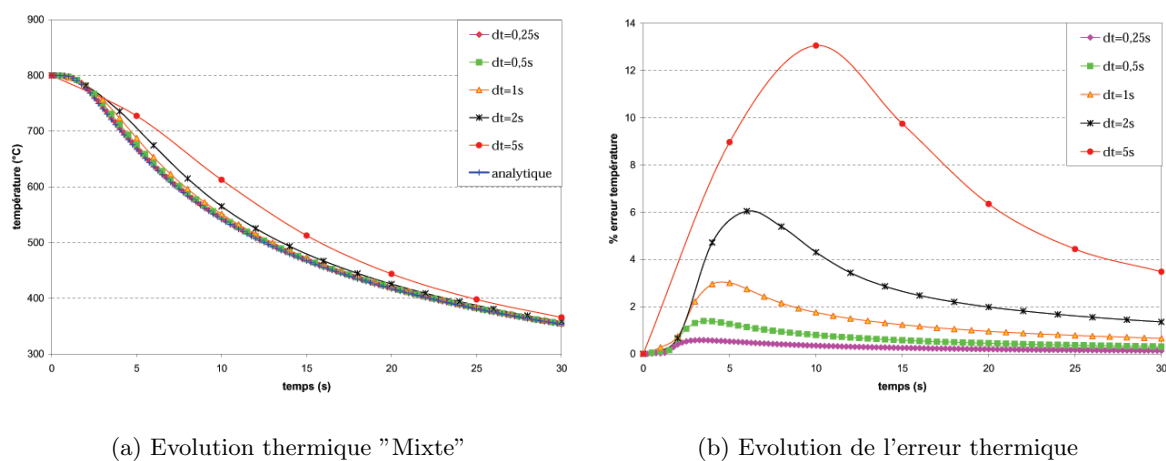 900
800
700
600
500
400
300
température (°C)
0
5
10
15
20
25
30
temps (s)
dt=0,25s
dt=0,5s
dt=1s
dt=2s
dt=5s
analytique
(a) Evolution thermique ”Mixte”
14
12
10
8
6
4
2
0
% erreur température
0
5
10
15
20
25
30
temps (s)
dt=0,25s
dt=0,5s
dt=1s
dt=2s
dt=5s
(b) Evolution de l'erreur thermique